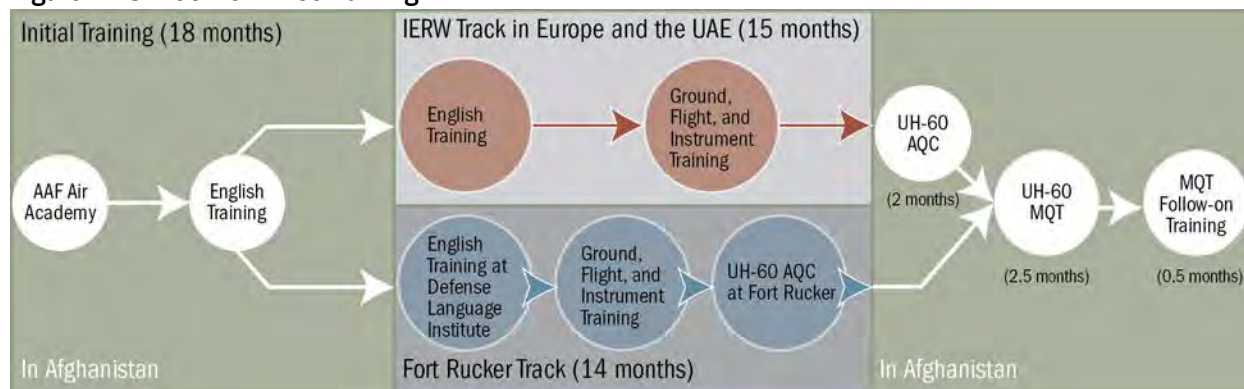 Initial Training (18 months)
AAF Air
Academy
English
Training
In Afghanistan
IERW Track in Europe and the UAE (15 months)
English
Training
Ground,
Flight, and
Instrument
Training
English
Training at
Defense
Language
Institute
Ground,
Flight, and
Instrument
Training
UH-60 AQC
at Fort Rucker
Fort Rucker Track (14 months)
UH-60
AQC
(2 months)
UH-60
MQT
(2.5 months)
MQT
Follow-on
Training
(0.5 months)
In Afghanistan